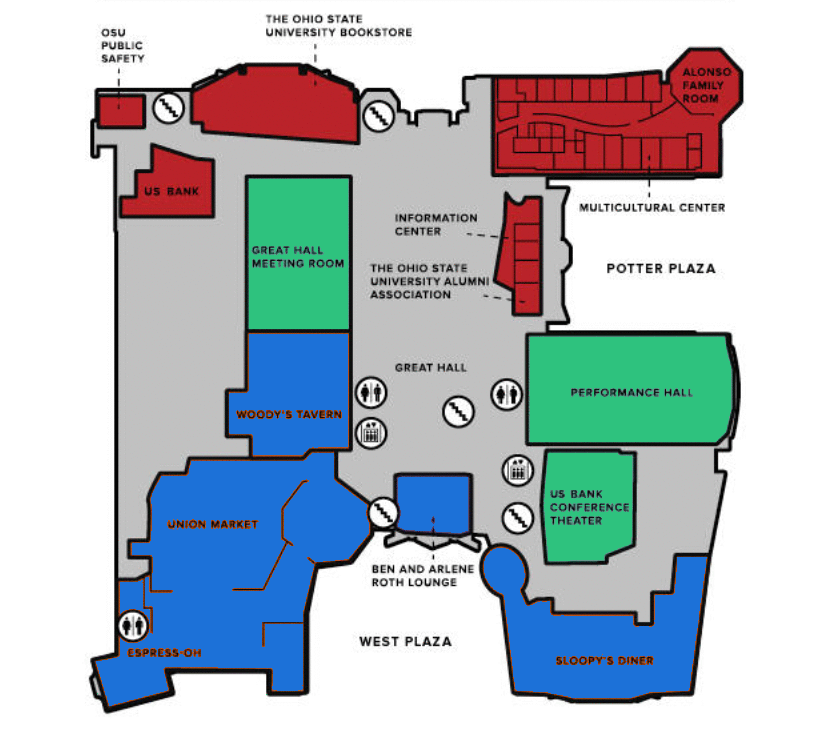 THE OHIO STATE
UNIVERSITY BOOKSTORE
OSU
PUBLIC
SAFETY
ALONSO
FAMILY
ROOM
US BANK
MULTICULTURAL CENTER
INFORMATION
CENTER
GREAT HALL
MEETING ROOM
THE OHIO STATE
UNIVERSITY ALUMNI
ASSOCIATION
POTTER PLAZA
GREAT HALL
PERFORMANCE HALL
WOODY'S TAVERN
US BANK
CONFERENCE
THEATER
UNION MARKET
BEN AND ARLENE
ROTH LOUNGE
WEST PLAZA
ESPRESS-OH
SLOOPY'S DINER